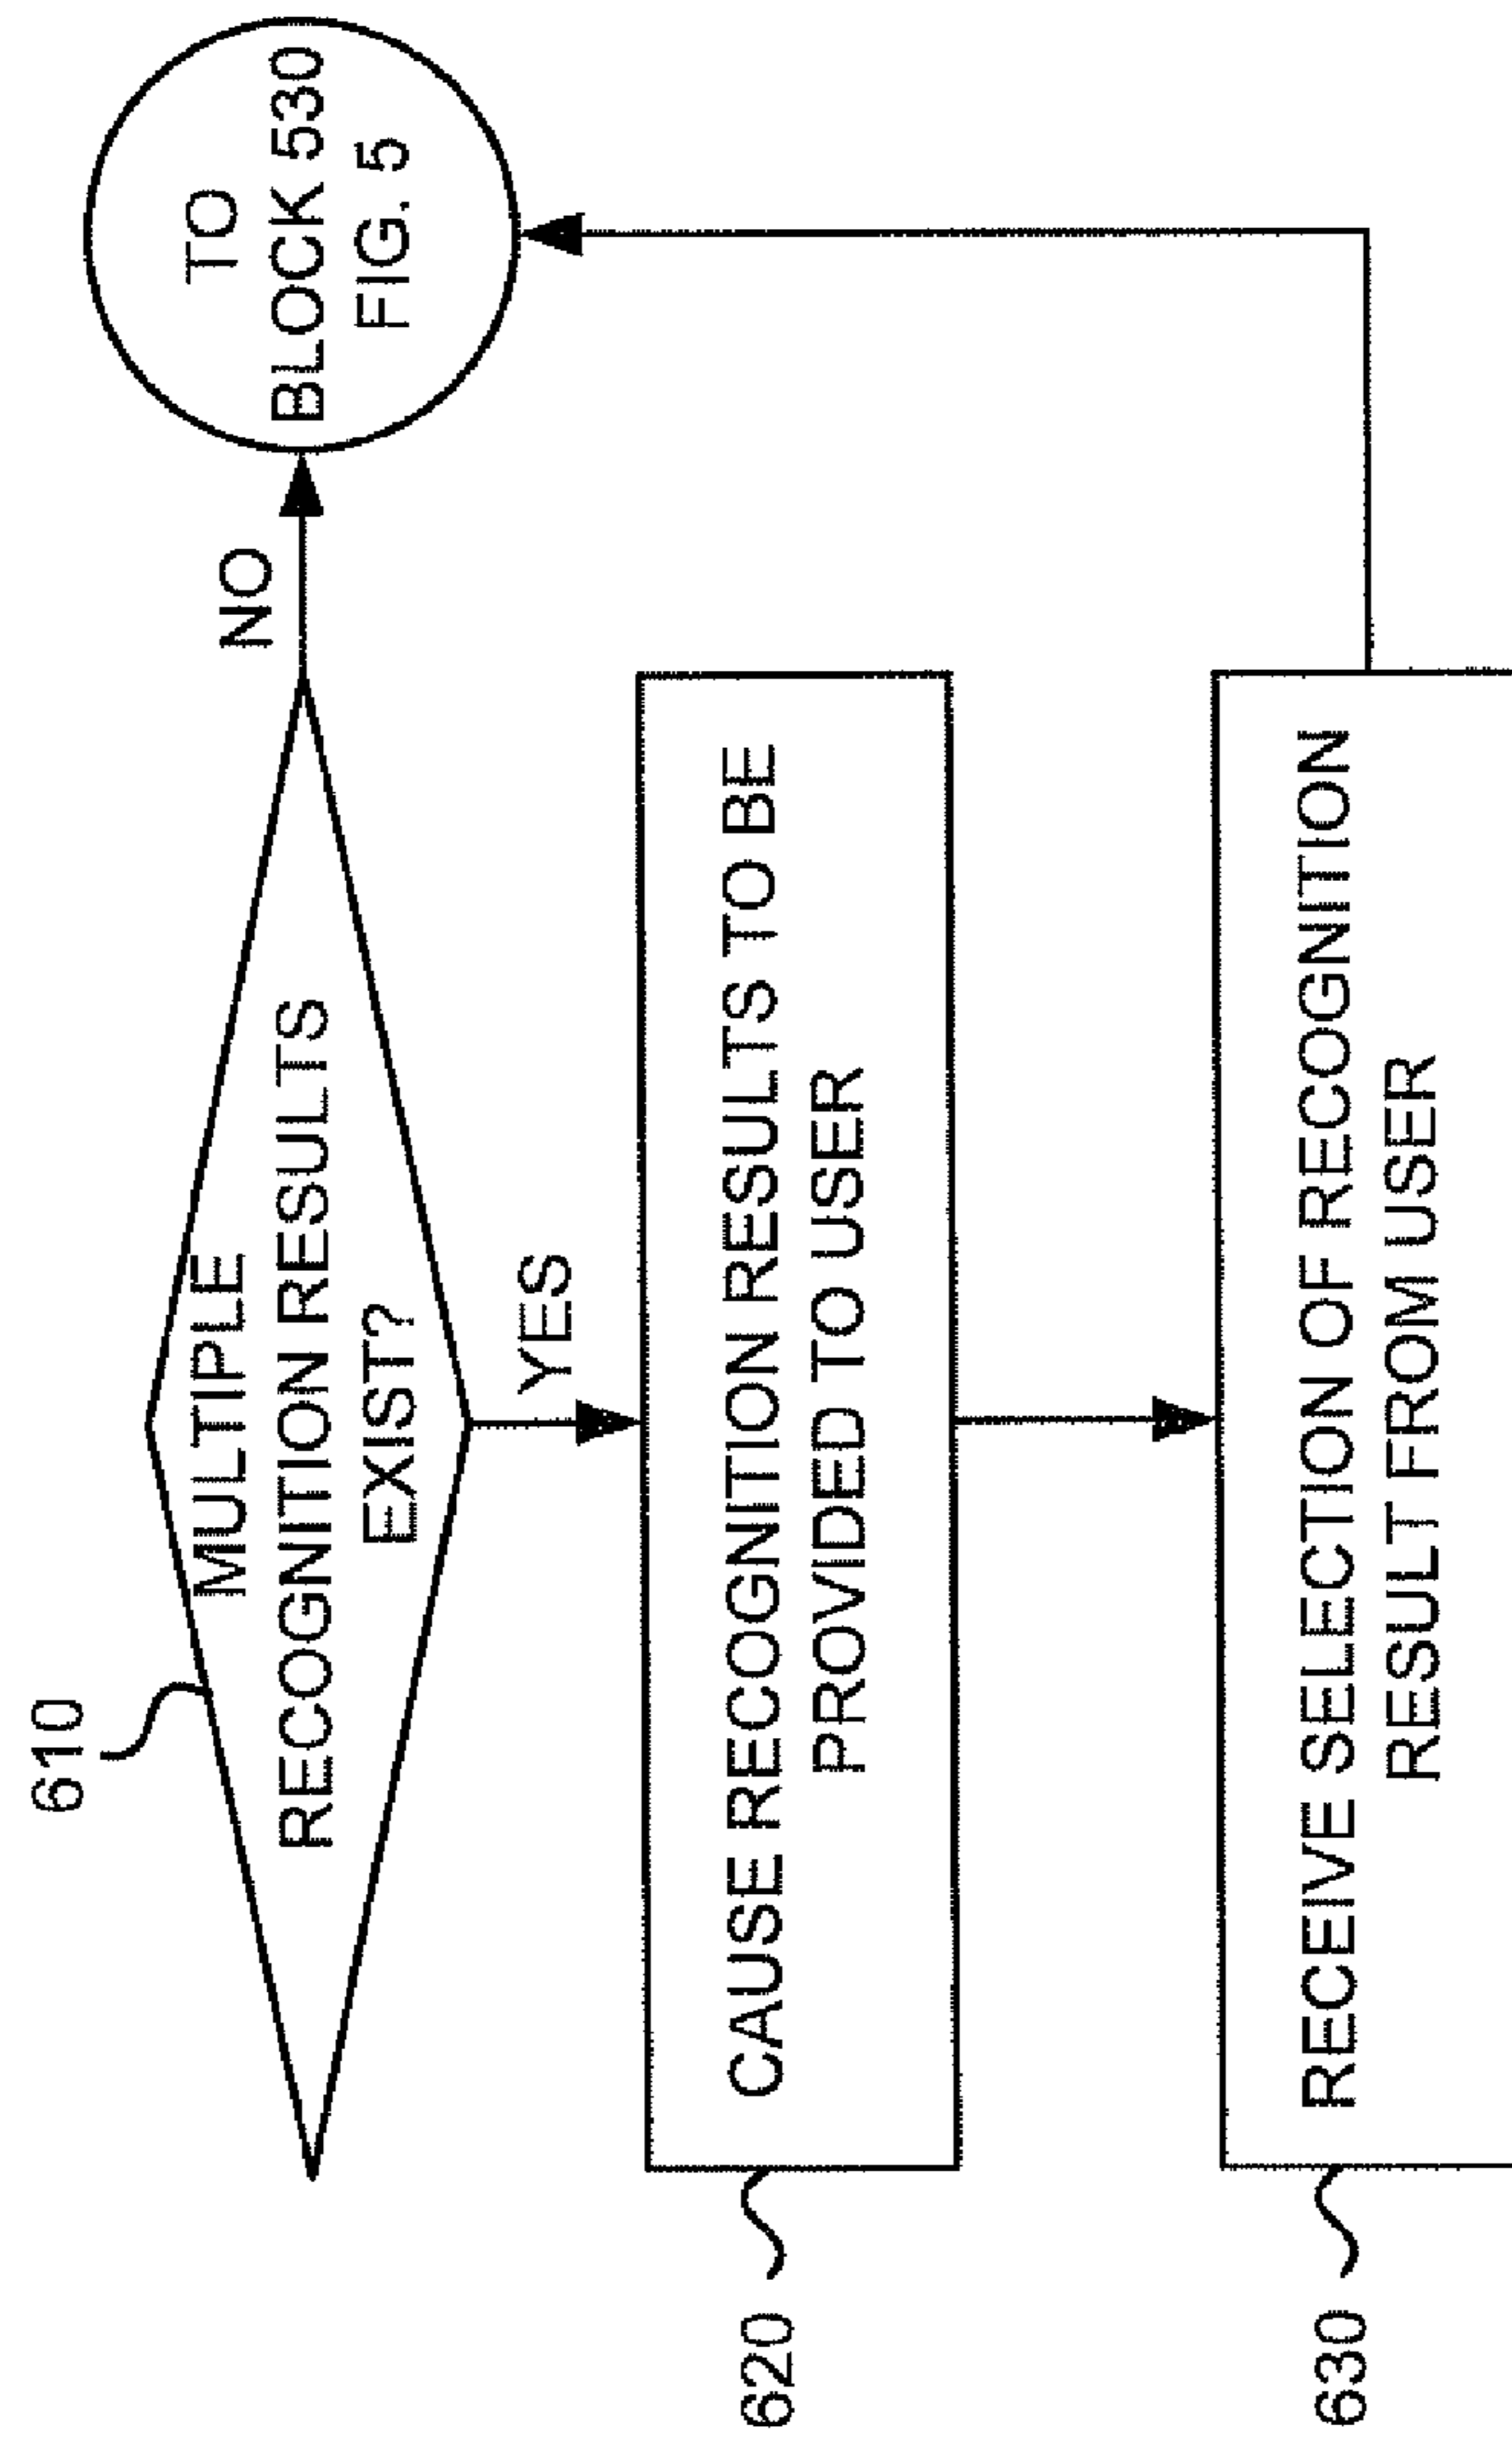 610
MULTIPLE
RECOGNITION RESULTS
EXIST?
NO
TO
BLOCK 530
FIG. 5
YES
620
CAUSE RECOGNITION RESULTS TO BE
PROVIDED TO USER
630
RECEIVE SELECTION OF RECOGNITION
RESULT FROM USER